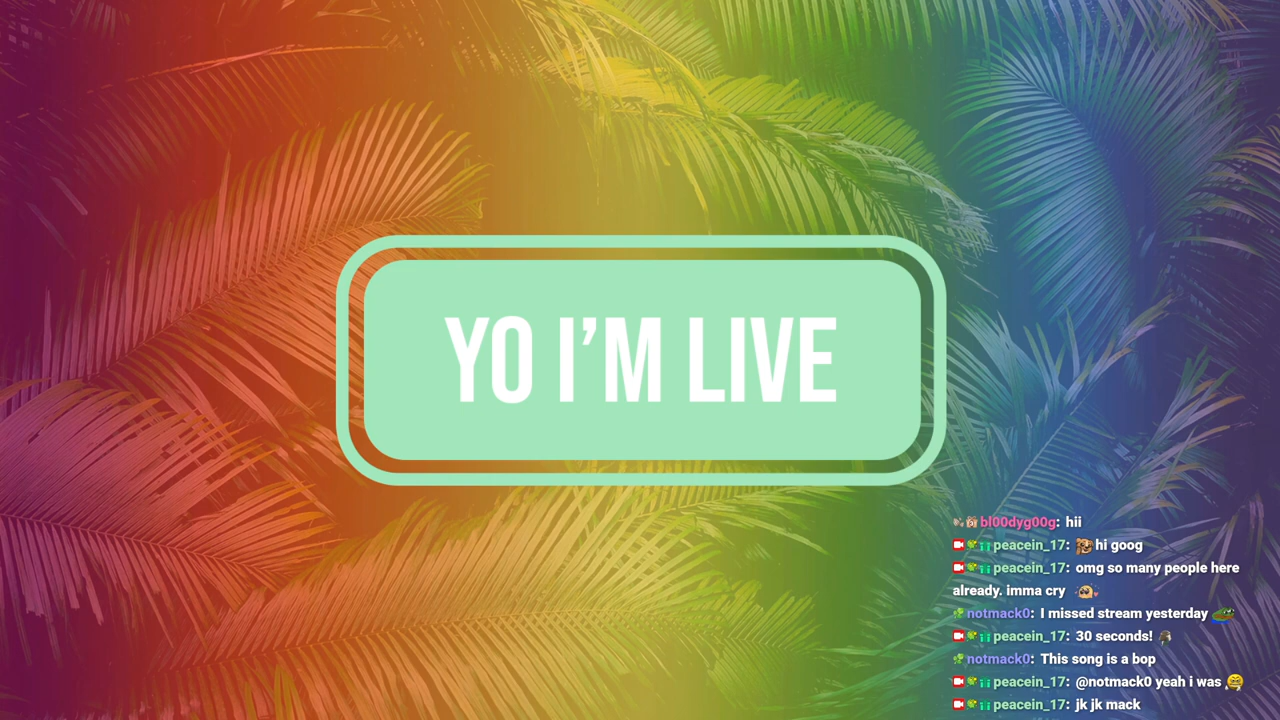 YO I’M LIVE
bl00dyg00g: hii
peacein_17: hi goog
peacein_17: omg so many people here
already. imma cry
notmack0: I missed stream yesterday
peacein_17: 30 seconds!
notmack0: This song is a bop
peacein_17: @notmack0 yeah i was
peacein_17: jk jk mack